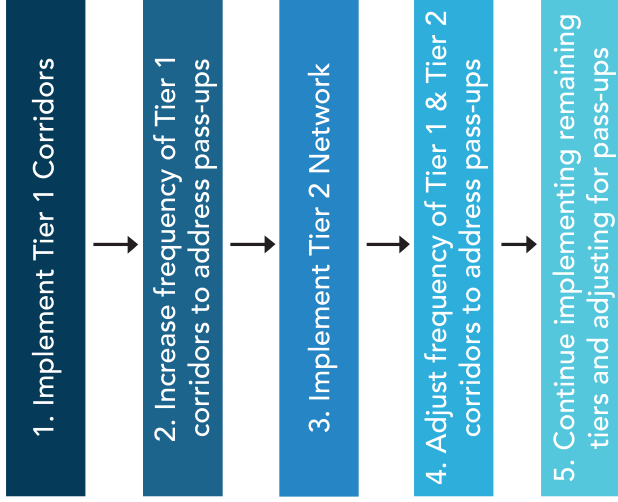 1. Implement Tier 1 Corridors
2. Increase frequency of Tier 1
corridors to address pass-ups
3. Implement Tier 2 Network
4. Adjust frequency of Tier 1 & Tier 2
corridors to address pass-ups
5. Continue implementing remaining
tiers and adjusting for pass-ups